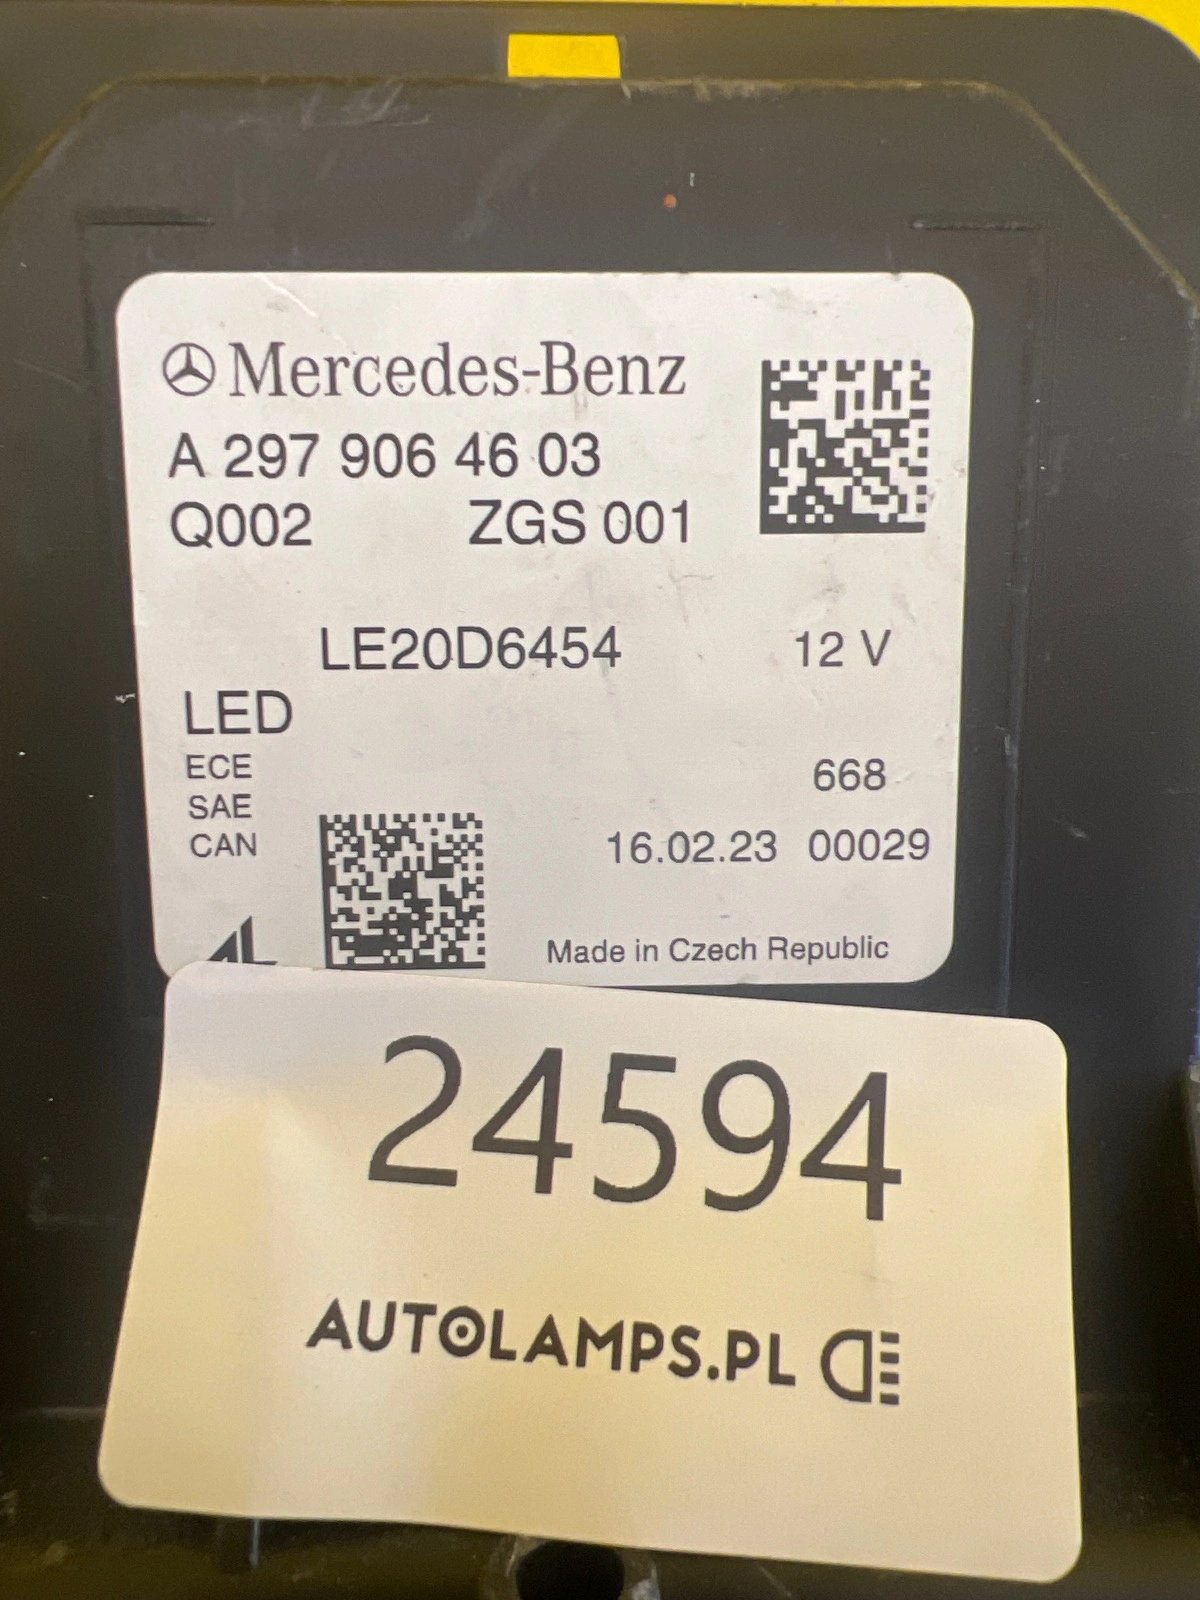 Mercedes-Benz
A 297 906 46 03
Q002 ZGS 001
LE20D6454 12 V
LED
ECE
668
SAE
CAN
16.02.23 00029
AL
Made in Czech Republic
24594
AUTOLAMPS.PL